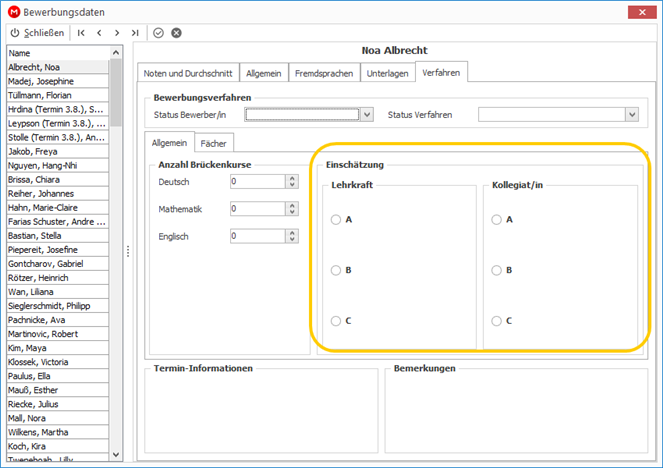 Bewerbungsdaten
Schließen
Noa Albrecht
Name
Albrecht, Noa
Madej, Josephine
Tüllmann, Florian
Hrdina (Termin 3.8.), S...
Leypson (Termin 3.8.), ...
Stolle (Termin 3.8.), An...
Jakob, Freya
Nguyen, Hang-Nhi
Brissa, Chiara
Reiher, Johannes
Hahn, Marie-Claire
Farias Schuster, Andre ...
Bastian, Stella
Piepereit, Josefine
Gontcharov, Gabriel
Rötzer, Heinrich
Wan, Liliana
Sieglerschmidt, Philipp
Pachnicke, Ava
Martinovic, Robert
Kim, Maya
Klossek, Victoria
Paulus, Ella
Mauß, Esther
Riecke, Julius
Mall, Nora
Wilkens, Martha
Koch, Kira
Noten und Durchschnitt Allgemein Fremdsprachen Unterlagen Verfahren
Bewerbungsverfahren
Status Bewerber/in Status Verfahren
Allgemein Fächer
Anzahl Brückenkurse
Deutsch 0
Mathematik 0
Englisch 0
Einschätzung
Lehrkraft
A
B
C
Kollegiat/in
A
B
C
Termin-Informationen
Bemerkungen